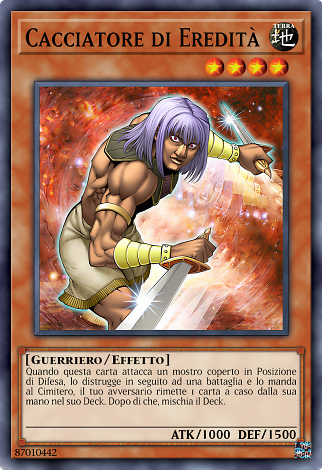 CACCIATORE DI EREDITÀ
TERRA
地
[GUERRIERO/EFFETTO]
Quando questa carta attacca un mostro coperto in Posizione
di Difesa, lo distrugge in seguito ad una battaglia e lo manda
al Cimitero, il tuo avversario rimette 1 carta a caso dalla sua
mano nel suo Deck. Dopo di che, mischia il Deck.
ATK/1000 DEF/1500
87010442